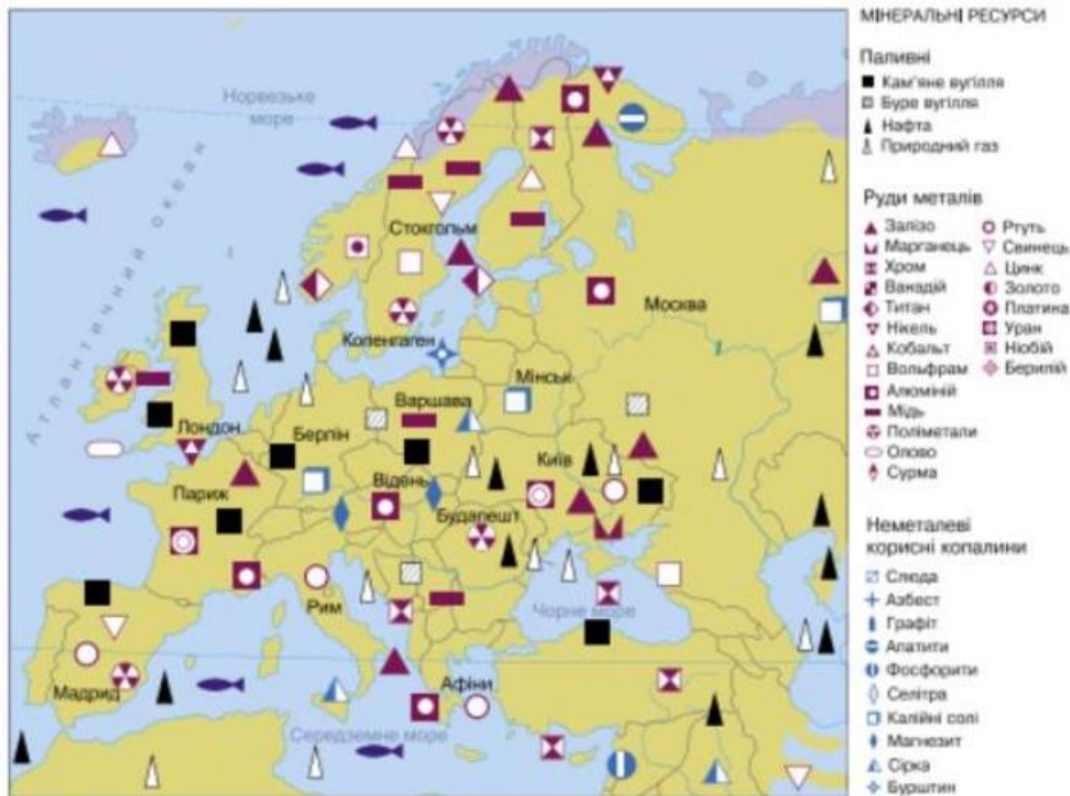 Норвезьке
море
Атлантичний океан
Стокгольм
Москва
Копенгаген
Мінськ
Варшава
Лондон
Берлін
Київ
Париж
Відень
Будапешт
Рим
Чорне море
Мадрид
Афіни
Середземне море
МІНЕРАЛЬНІ РЕСУРСИ
Паливні
Кам'яне вугілля
Буре вугілля
Нафта
Природний газ
Руди металів
Залізо
Марганець
Хром
Ванадій
Титан
Нікель
Кобальт
Вольфрам
Алюміній
Мідь
Поліметали
Олово
Сурма
Ртуть
Свинець
Цинк
Золото
Платина
Уран
Ніобій
Берилій
Неметалеві
корисні копалини
Слюда
Азбест
Графіт
Апатити
Фосфорити
Селітра
Калійні солі
Магнезит
Сірка
Бурштин